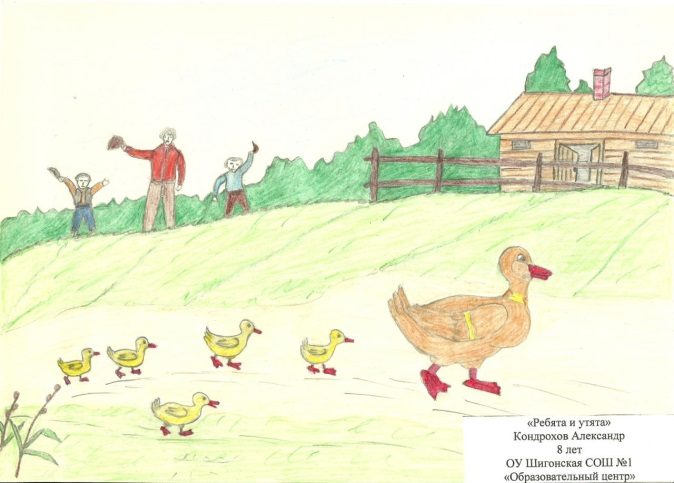 «Ребята и утята»
Кондрохов Александр
8 лет
ОУ Шигонская СОШ №1
«Образовательный центр»